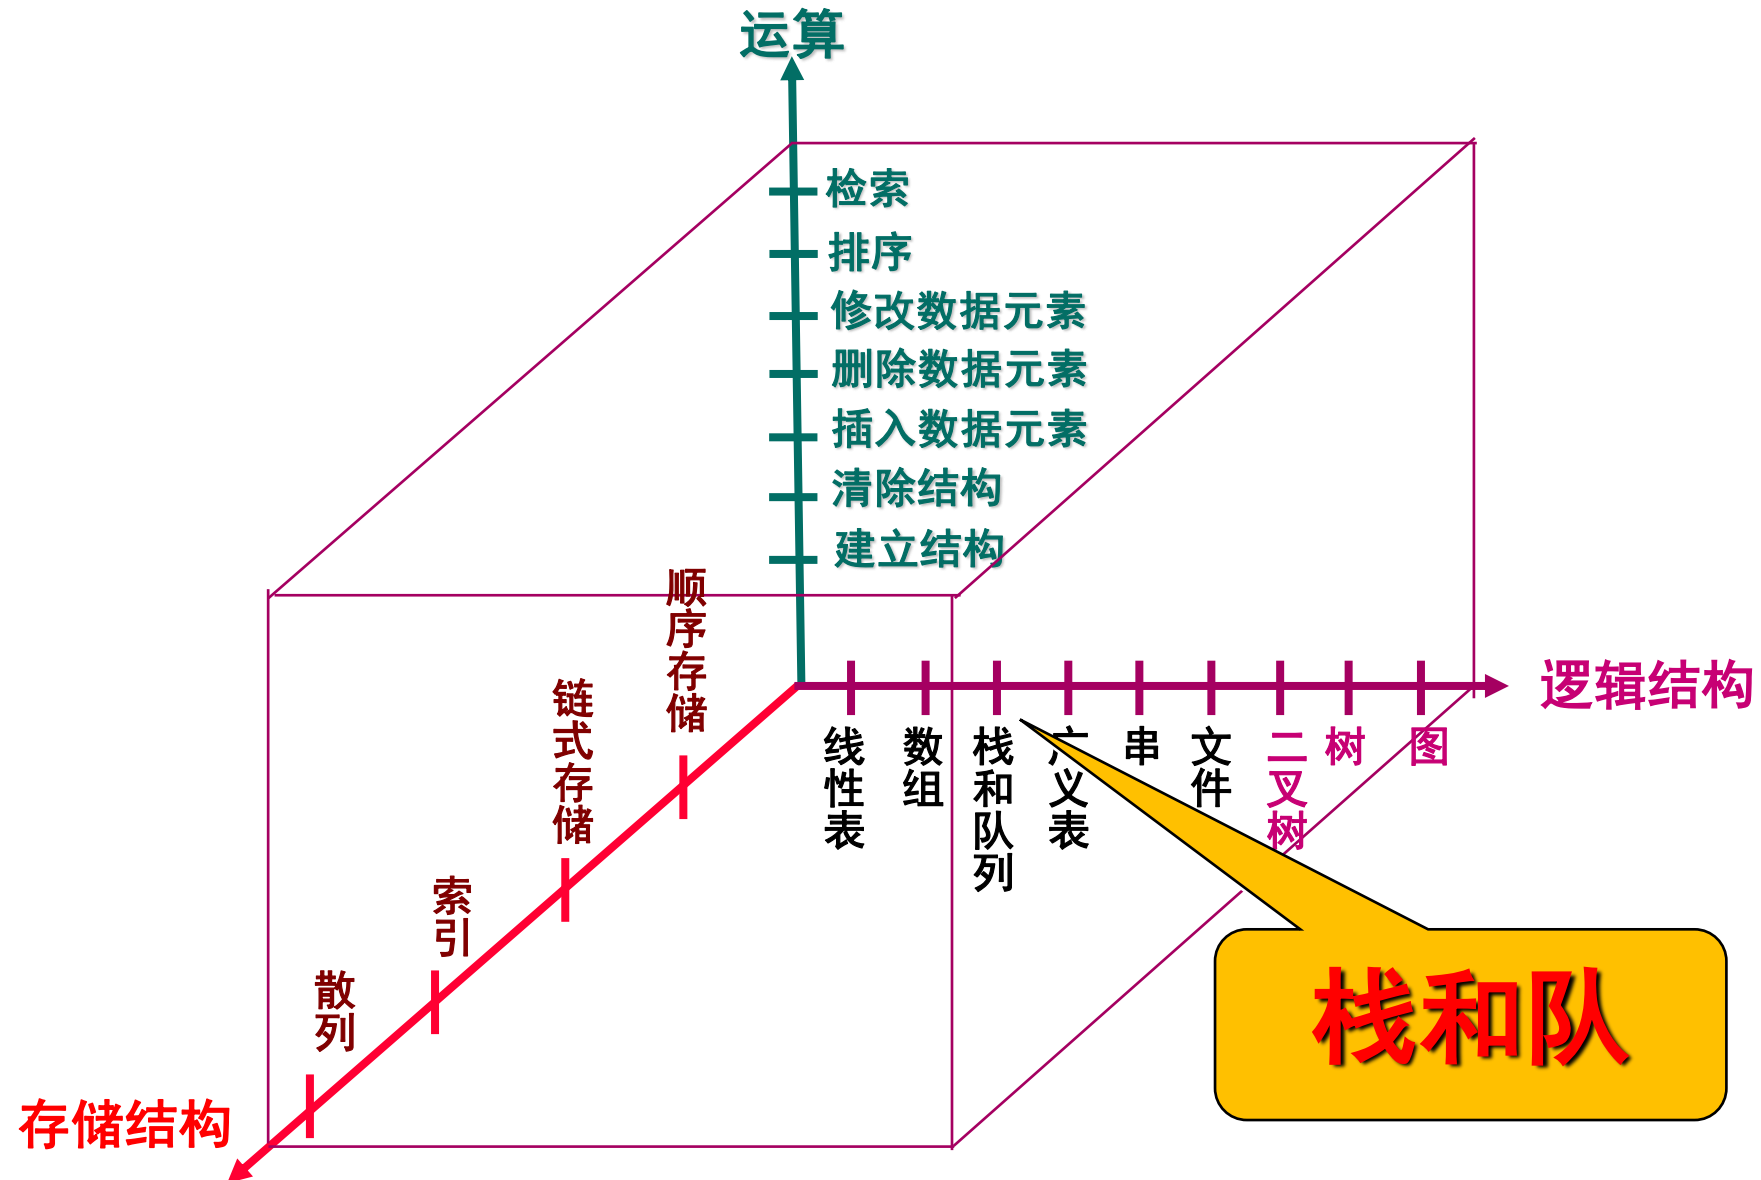 运算
检索
排序
修改数据元素
删除数据元素
插入数据元素
清除结构
建立结构
顺序存储
链式存储
索引
散列
存储结构
逻辑结构
线性表
数组
栈和队列
广义表
串
文件
二叉树
树
图
栈和队